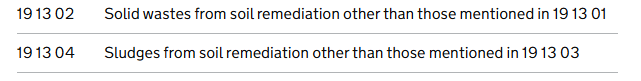 19 13 02 Solid wastes from soil remediation other than those mentioned in 19 13 01
19 13 04 Sludges from soil remediation other than those mentioned in 19 13 03